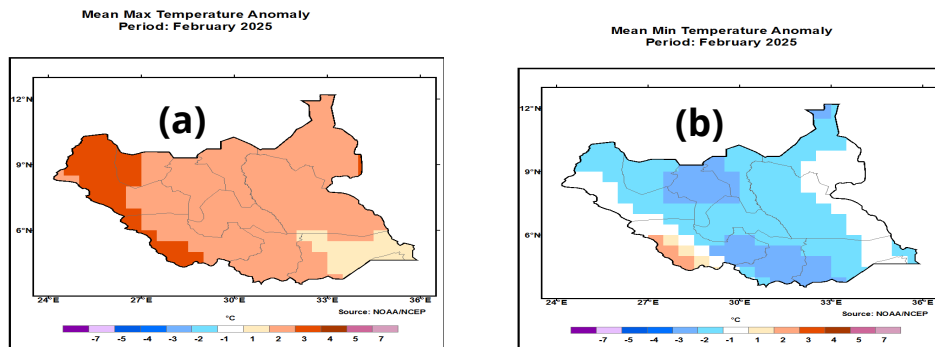 Mean Max Temperature Anomaly
Period: February 2025
(a)
12°N
9°N
6°N
24°E 27°E 30°E 33°E 36°E
Source: NOAA/NCEP
°C
-7 -5 -4 -3 -2 -1 1 2 3 4 5 7
Mean Min Temperature Anomaly
Period: February 2025
(b)
12°N
9°N
6°N
24°E 27°E 30°E 33°E 36°E
Source: NOAA/NCEP
°C
-7 -5 -4 -3 -2 -1 1 2 3 4 5 7